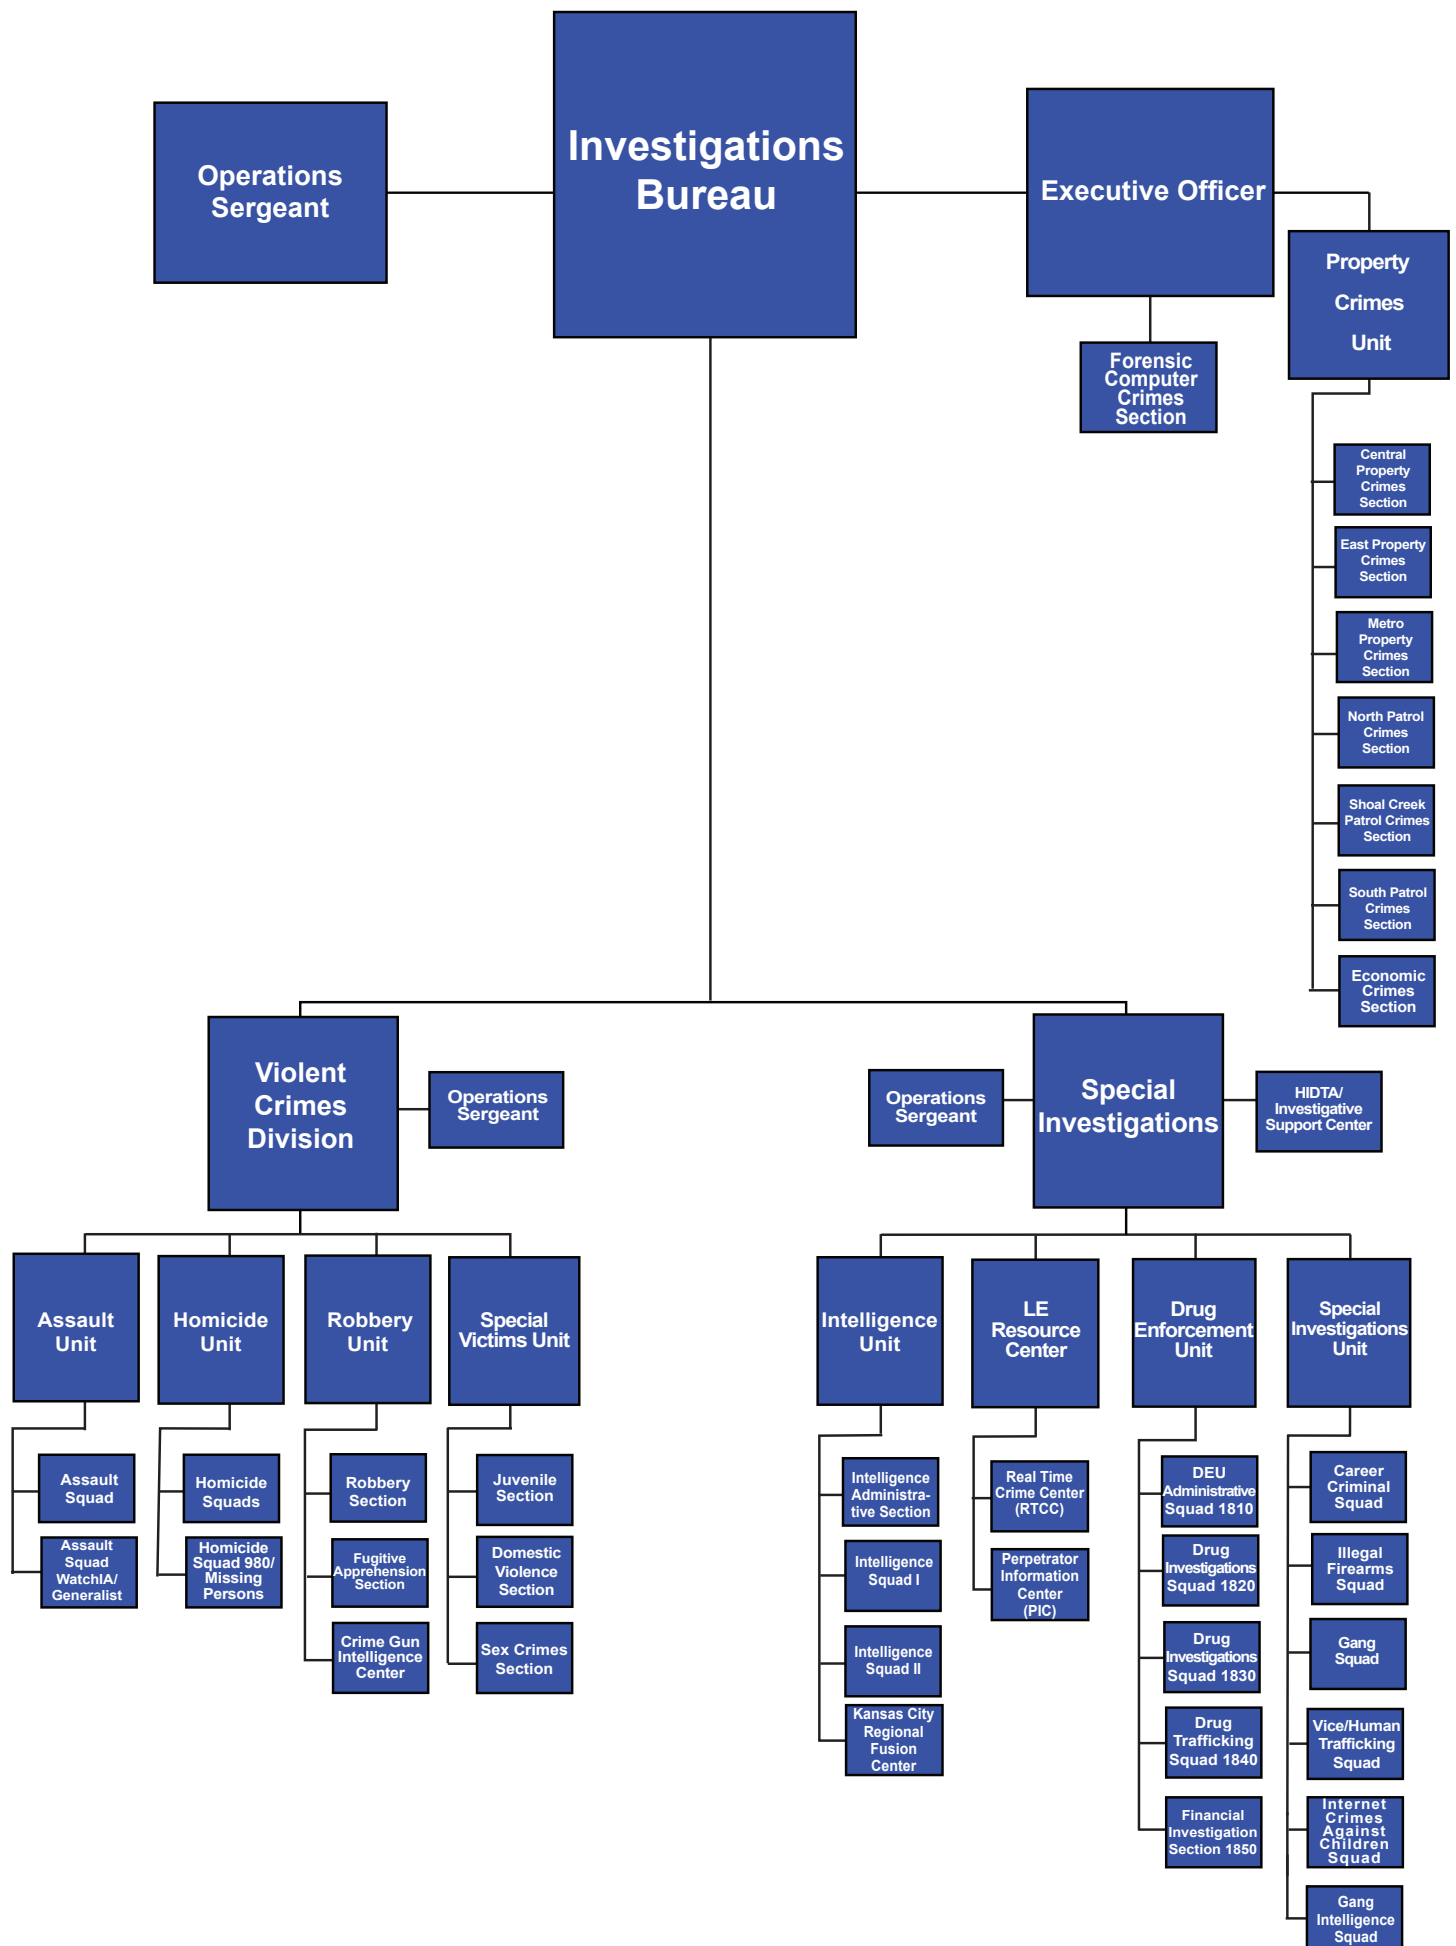 Investigations
Bureau
Operations
Sergeant
Executive Officer
Property
Crimes
Unit
Forensic
Computer
Crimes
Section
Central
Property
Crimes
Section
East Property
Crimes
Section
Metro
Property
Crimes
Section
North Patrol
Crimes
Section
Shoal Creek
Patrol Crimes
Section
South Patrol
Crimes
Section
Economic
Crimes
Section
Violent
Crimes
Division
Operations
Sergeant
Operations
Sergeant
Special
Investigations
HIDTA/
Investigative
Support Center
Assault
Unit
Homicide
Unit
Robbery
Unit
Special
Victims Unit
Intelligence
Unit
LE
Resource
Center
Drug
Enforcement
Unit
Special
Investigations
Unit
Assault
Squad
Assault
Squad
WatchIA/
Generalist
Homicide
Squads
Homicide
Squad 980/
Missing
Persons
Robbery
Section
Fugitive
Apprehension
Section
Crime Gun
Intelligence
Center
Juvenile
Section
Domestic
Violence
Section
Sex Crimes
Section
Intelligence
Administra-
tive Section
Intelligence
Squad I
Intelligence
Squad II
Kansas City
Regional
Fusion
Center
Real Time
Crime Center
(RTCC)
Perpetrator
Information
Center
(PIC)
DEU
Administrative
Squad 1810
Drug
Investigations
Squad 1820
Drug
Investigations
Squad 1830
Drug
Trafficking
Squad 1840
Financial
Investigation
Section 1850
Career
Criminal
Squad
Illegal
Firearms
Squad
Gang
Squad
Vice/Human
Trafficking
Squad
Internet
Crimes
Against
Children
Squad
Gang
Intelligence
Squad